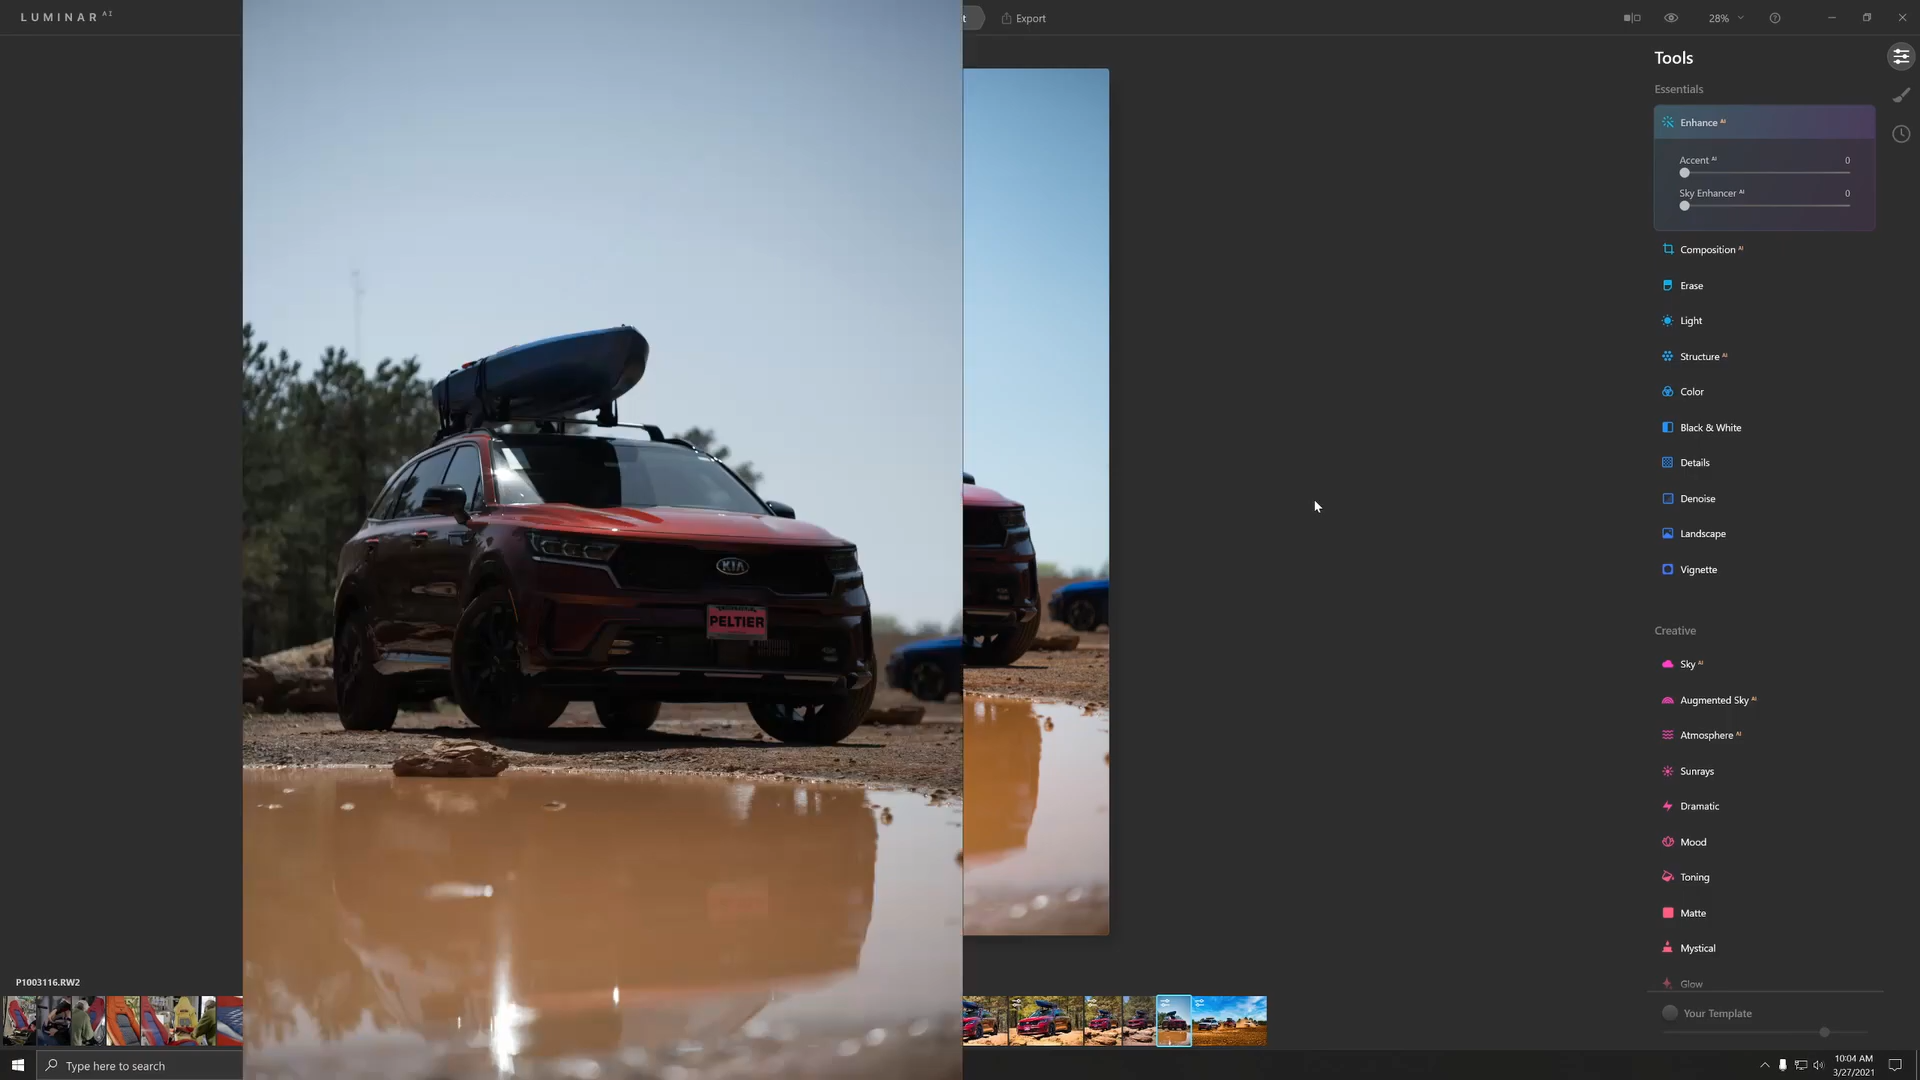 LUMINAR AI
t
Export
28%
Tools
Essentials
Enhance AI
Accent AI
0
Sky Enhancer AI
0
Composition AI
Erase
Light
Structure AI
Color
Black & White
Details
Denoise
Landscape
Vignette
Creative
Sky AI
Augmented Sky AI
Atmosphere AI
Sunrays
Dramatic
Mood
Toning
Matte
Mystical
Glow
Your Template
KIA
PELTIER
P1003116.RW2
Type here to search
10:04 AM
3/27/2021